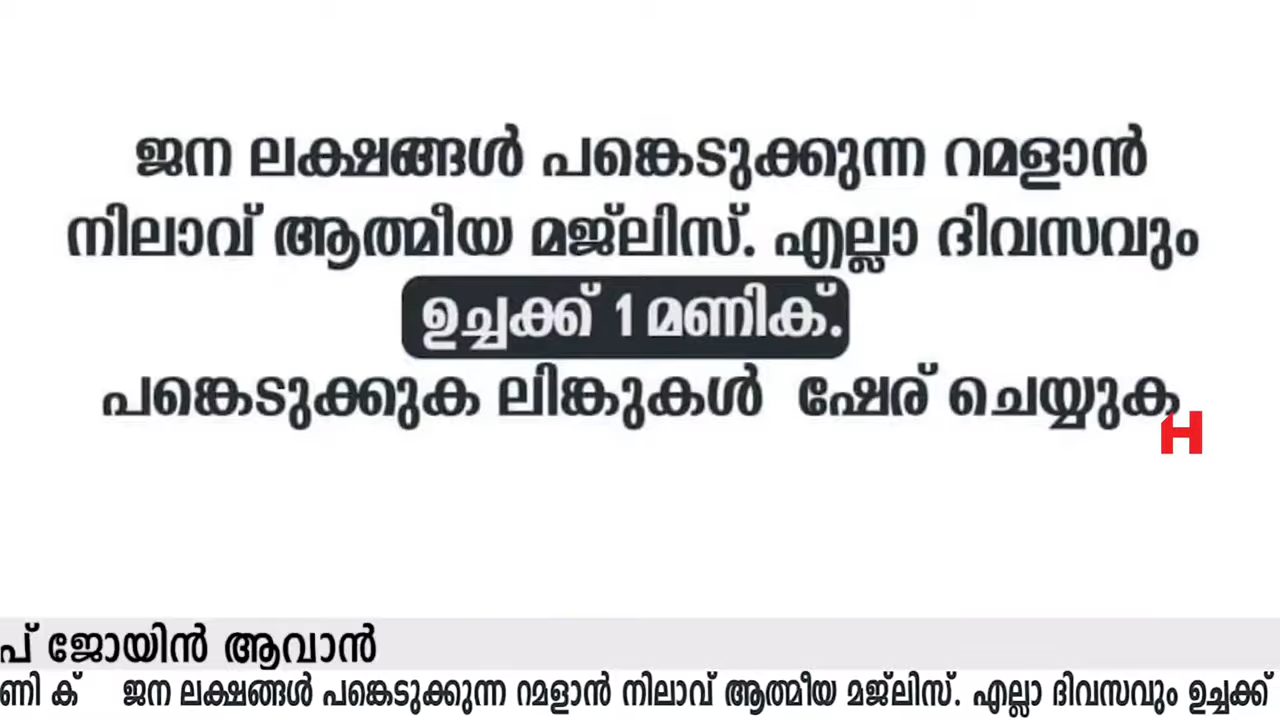 ജന ലക്ഷങ്ങൾ പങ്കെടുക്കുന്ന റമളാൻ
നിലാവ് ആത്മീയ മജ്‌ലിസ്. എല്ലാ ദിവസവും
ഉച്ചക്ക് 1 മണിക്.
പങ്കെടുക്കുക ലിങ്കുകൾ ഷേര് ചെയ്യുക
H
പ് ജോയിൻ ആവാൻ
ണി ക് ജന ലക്ഷങ്ങൾ പങ്കെടുക്കുന്ന റമളാൻ നിലാവ് ആത്മീയ മജ്‌ലിസ്. എല്ലാ ദിവസവും ഉച്ചക്ക്